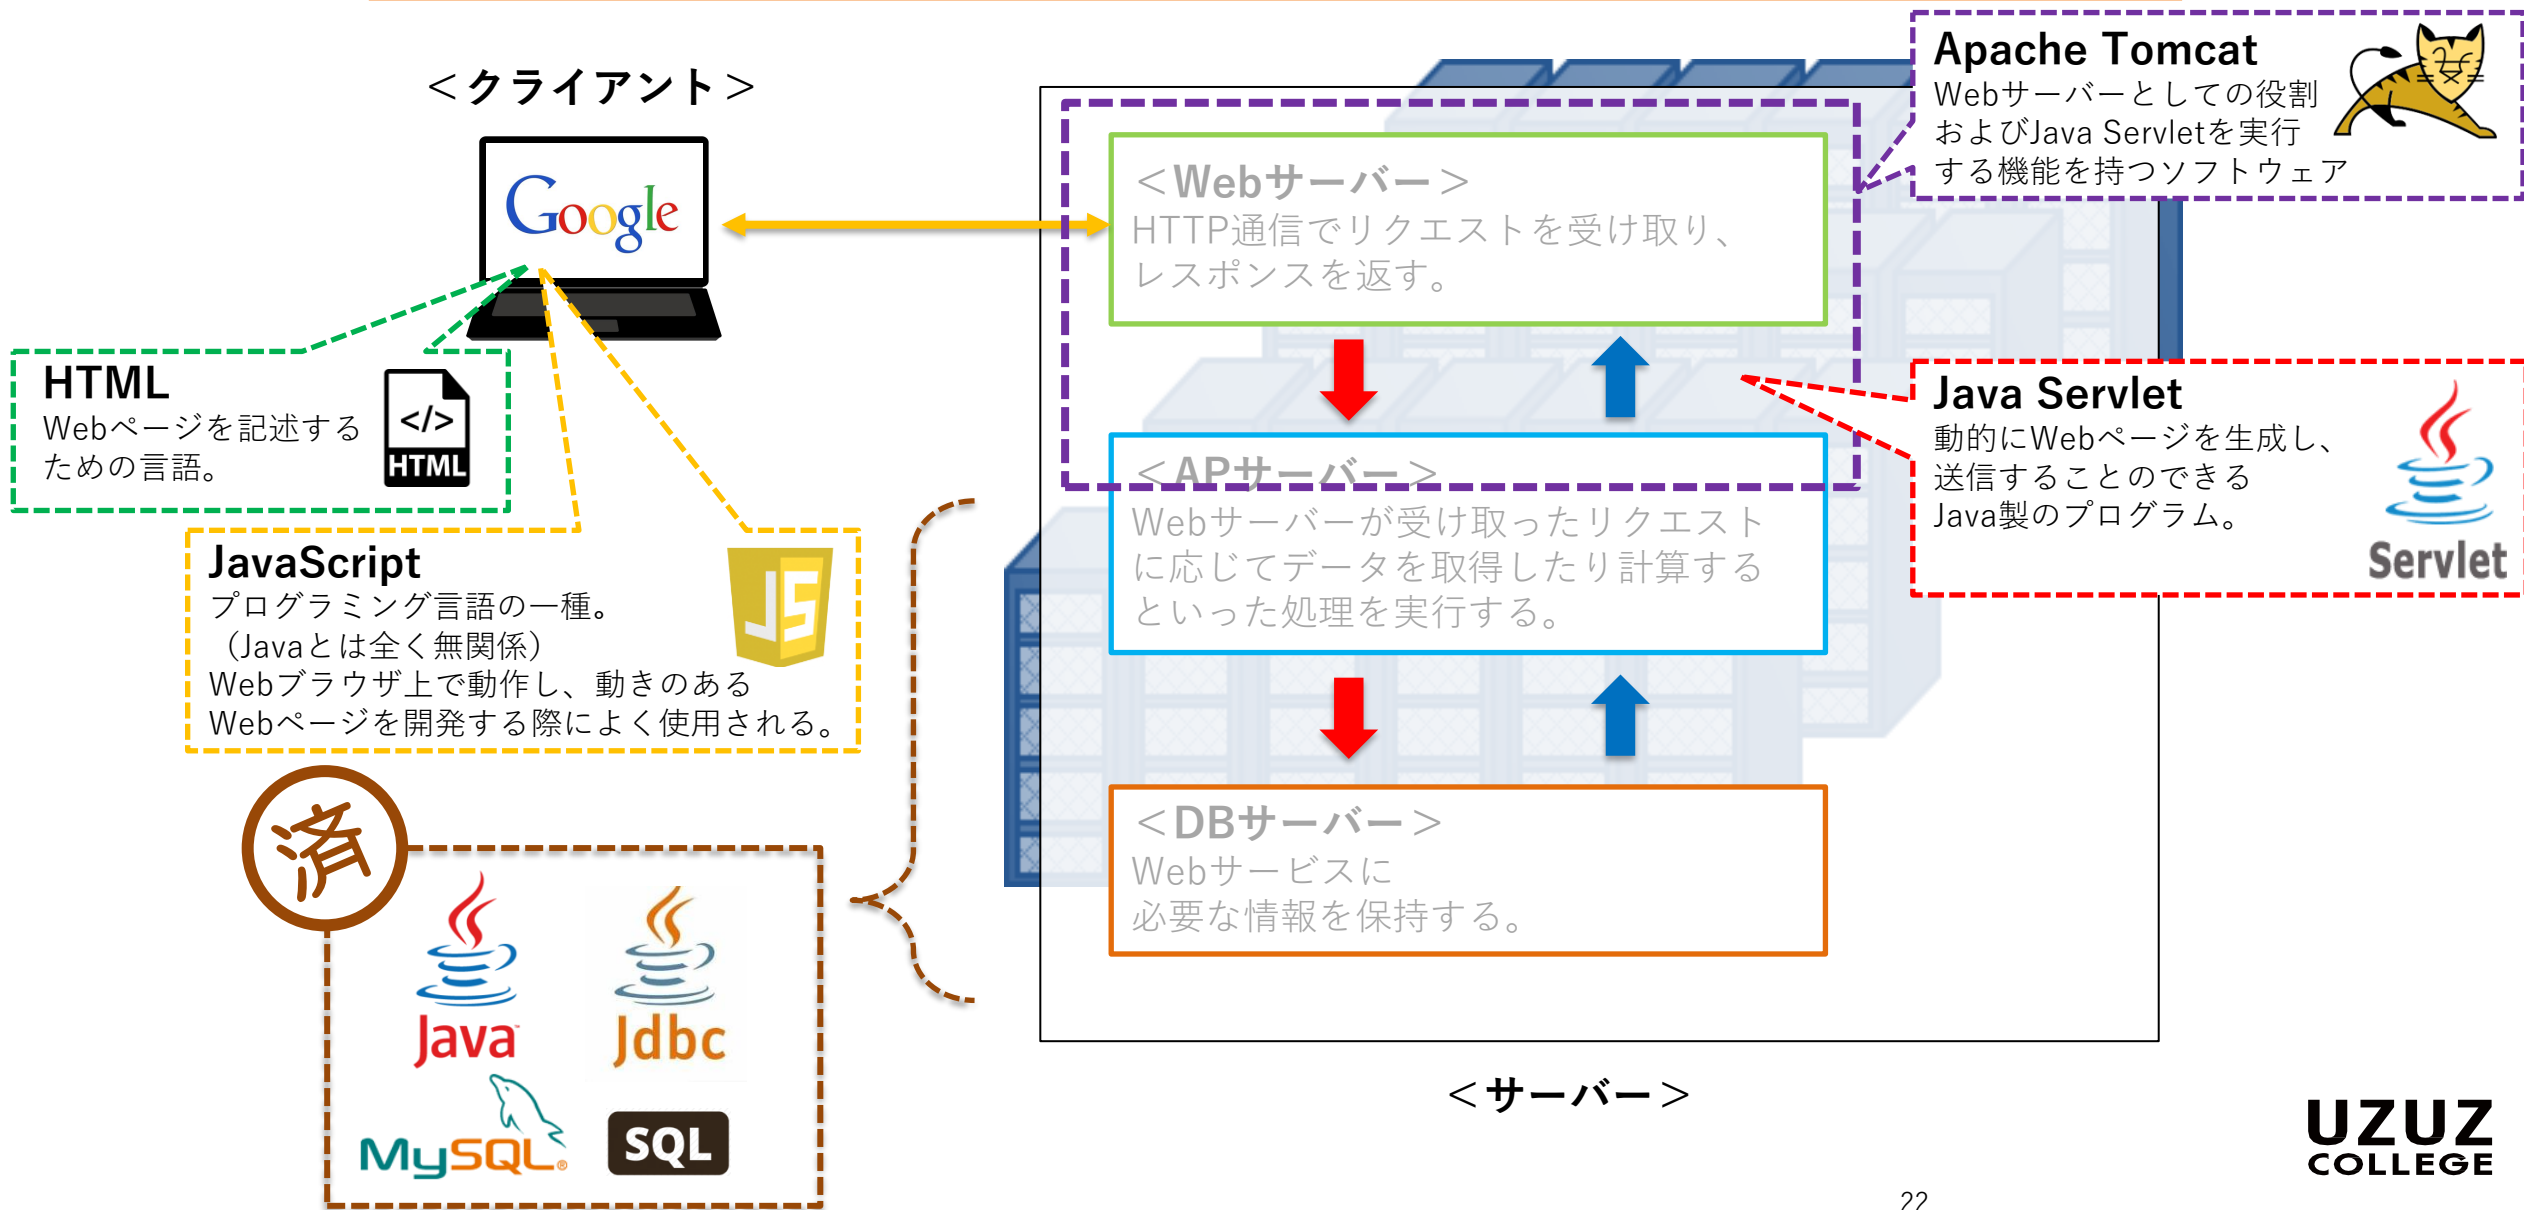 ＜クライアント＞
Google
HTML
Webページを記述する
ための言語。
</>
HTML
JavaScript
プログラミング言語の一種。
（Javaとは全く無関係）
Webブラウザ上で動作し、動きのある
Webページを開発する際によく使用される。
JS
済
Java
Jdbc
MySQL®
SQL
＜Webサーバー＞
HTTP通信でリクエストを受け取り、
レスポンスを返す。
＜APサーバー＞
Webサーバーが受け取ったリクエスト
に応じてデータを取得したり計算する
といった処理を実行する。
＜DBサーバー＞
Webサービスに
必要な情報を保持する。
＜サーバー＞
Apache Tomcat
Webサーバーとしての役割
およびJava Servletを実行
する機能を持つソフトウェア
Java Servlet
動的にWebページを生成し、
送信することのできる
Java製のプログラム。
Servlet
UZUZ
COLLEGE
22